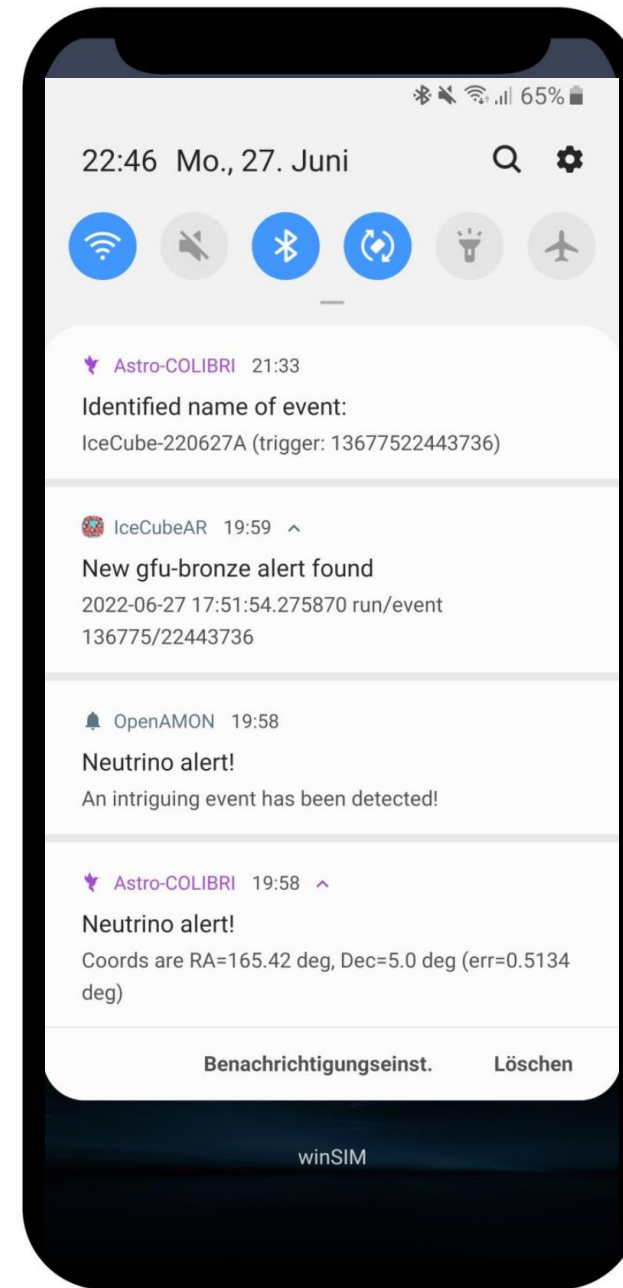 65%
22:46 Mo., 27. Juni
Astro-COLIBRI 21:33
Identified name of event:
IceCube-220627A (trigger: 13677522443736)
IceCubeAR 19:59
New gfu-bronze alert found
2022-06-27 17:51:54.275870 run/event
136775/22443736
OpenAMON 19:58
Neutrino alert!
An intriguing event has been detected!
Astro-COLIBRI 19:58
Neutrino alert!
Coords are RA=165.42 deg, Dec=5.0 deg (err=0.5134
deg)
Benachrichtigungseinst. Löschen
winSIM